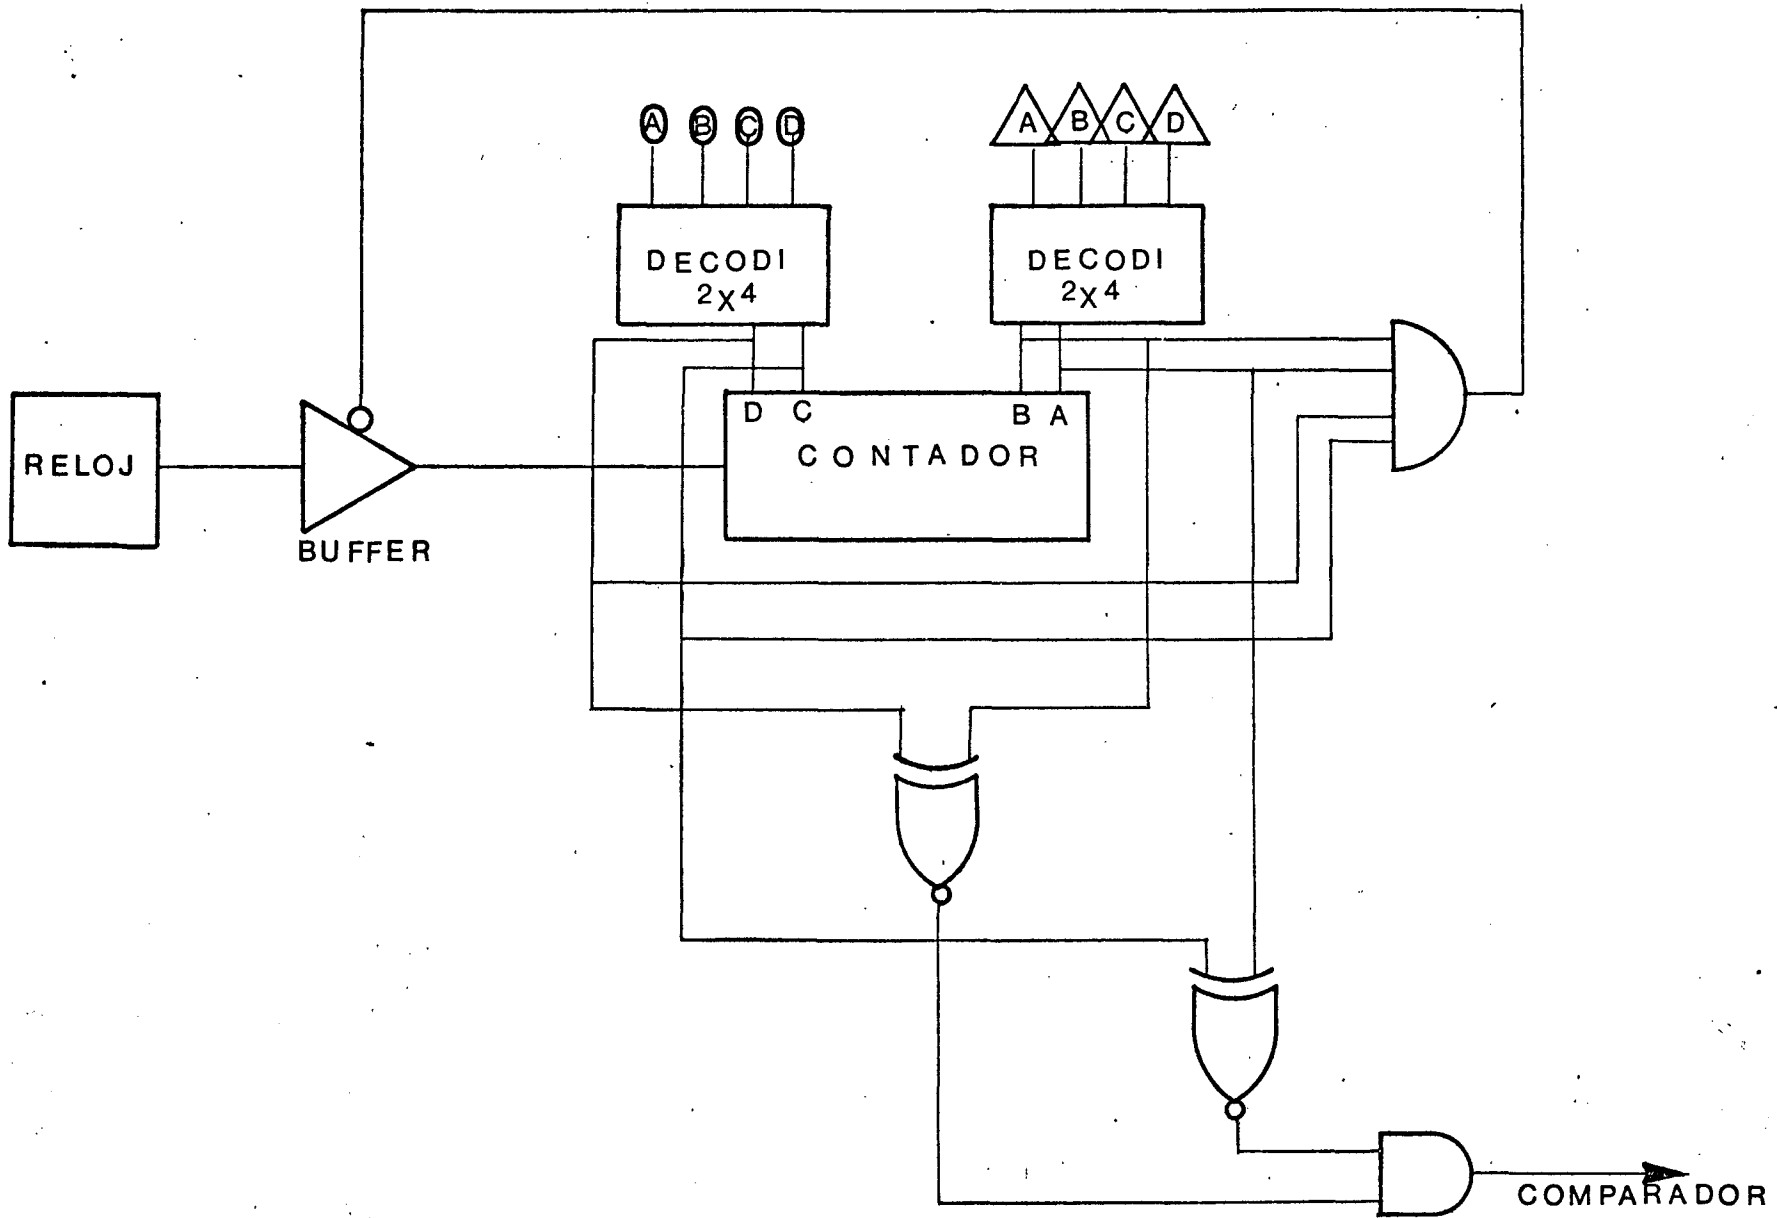 A B C D
A B C D
DECODI
2X4
DECODI
2X4
D C B A
CONTADOR
RELOJ
BUFFER
COMPARADOR